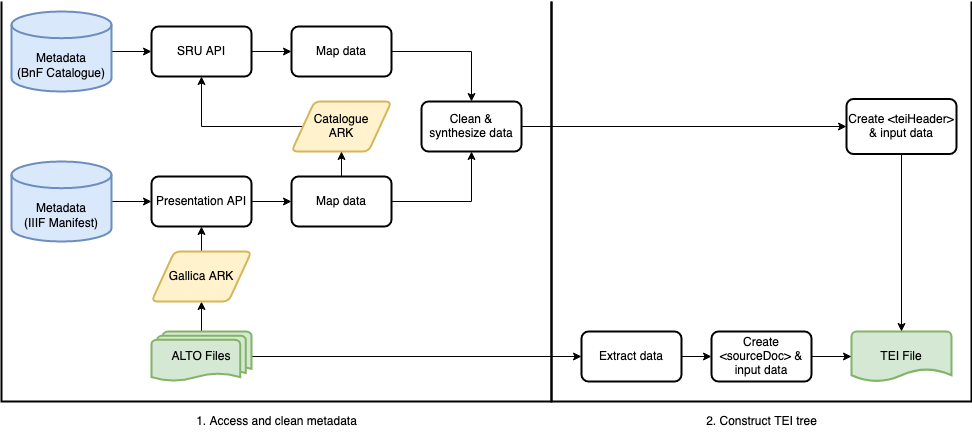 Metadata
(BnF Catalogue)
SRU API
Map data
Catalogue
ARK
Clean &
synthesize data
Create <teiHeader>
& input data
Metadata
(IIIF Manifest)
Presentation API
Map data
Gallica ARK
ALTO Files
Extract data
Create
<sourceDoc> &
input data
TEI File
1. Access and clean metadata
2. Construct TEI tree